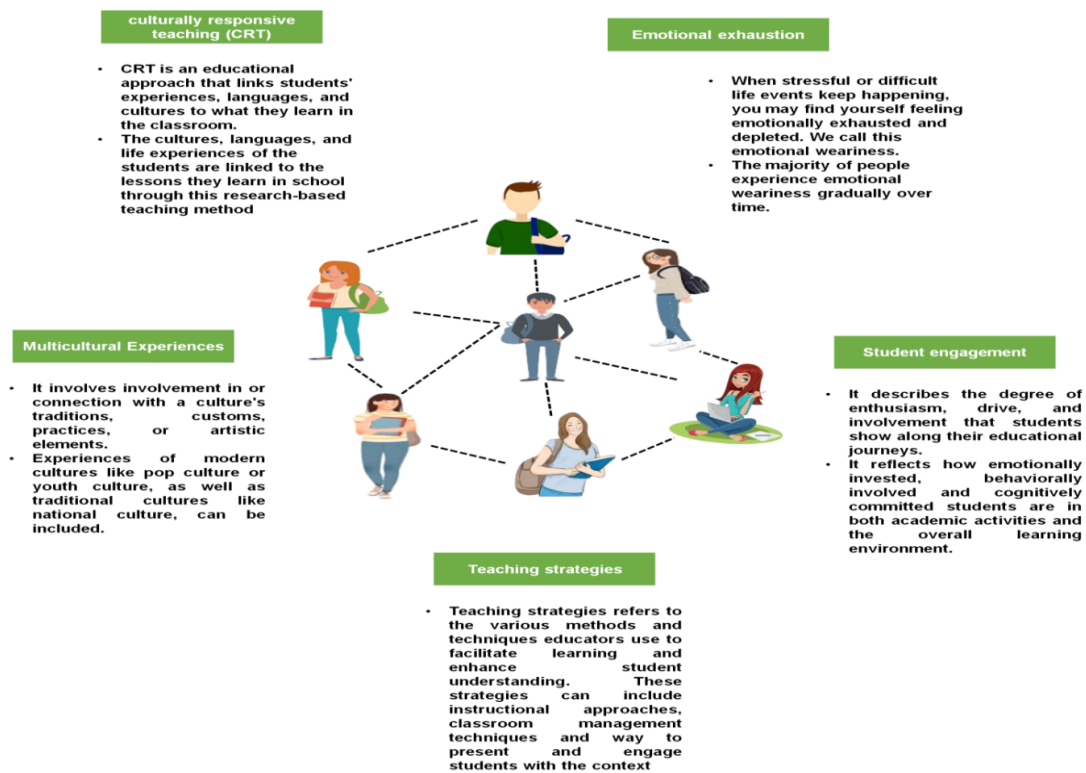 culturally responsive
teaching (CRT)
• CRT is an educational
approach that links students'
experiences, languages, and
cultures to what they learn in
the classroom.
• The cultures, languages, and
life experiences of the
students are linked to the
lessons they learn in school
through this research-based
teaching method
Emotional exhaustion
• When stressful or difficult
life events keep happening,
you may find yourself feeling
emotionally exhausted and
depleted. We call this
emotional weariness.
• The majority of people
experience emotional
weariness gradually over
time.
Multicultural Experiences
• It involves involvement in or
connection with a culture's
traditions, customs,
practices, or artistic
elements.
• Experiences of modern
cultures like pop culture or
youth culture, as well as
traditional cultures like
national culture, can be
included.
Student engagement
• It describes the degree of
enthusiasm, drive, and
involvement that students
show along their educational
journeys.
• It reflects how emotionally
invested, behaviorally
involved and cognitively
committed students are in
both academic activities and
the overall learning
environment.
Teaching strategies
• Teaching strategies refers to
the various methods and
techniques educators use to
facilitate learning and
enhance student
understanding. These
strategies can include
instructional approaches,
classroom management
techniques and way to
present and engage
students with the context